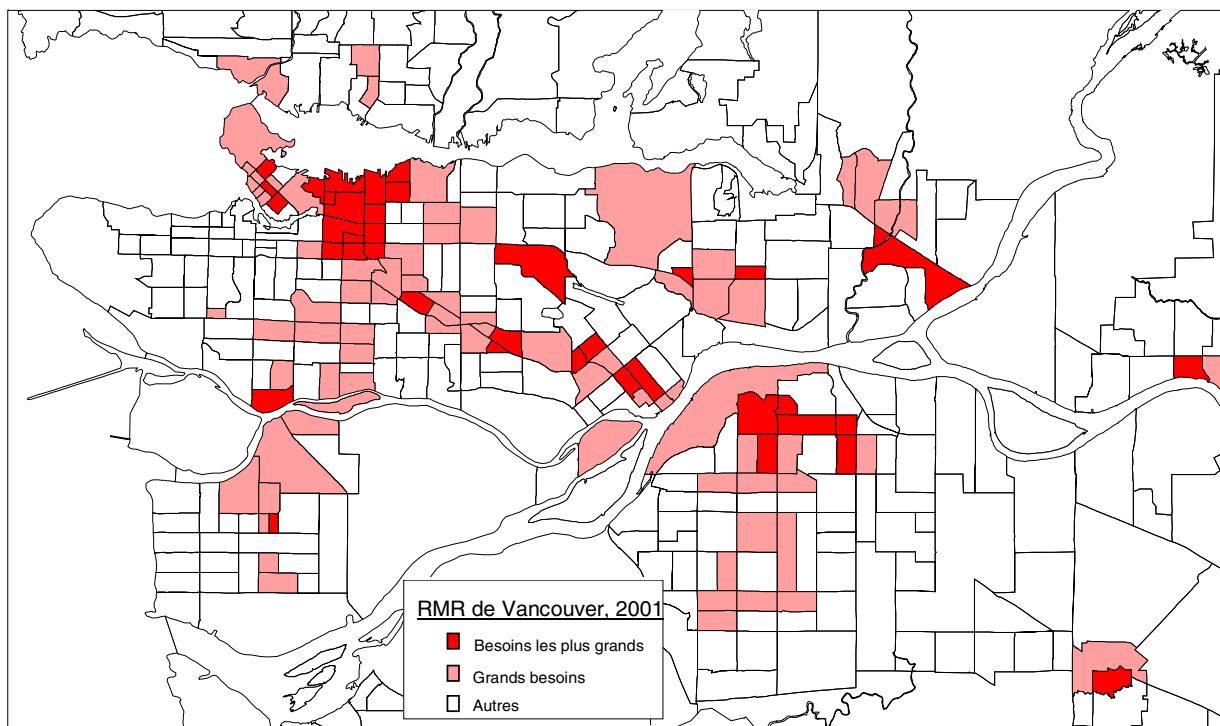 RMR de Vancouver, 2001
Besoins les plus grands
Grands besoins
Autres